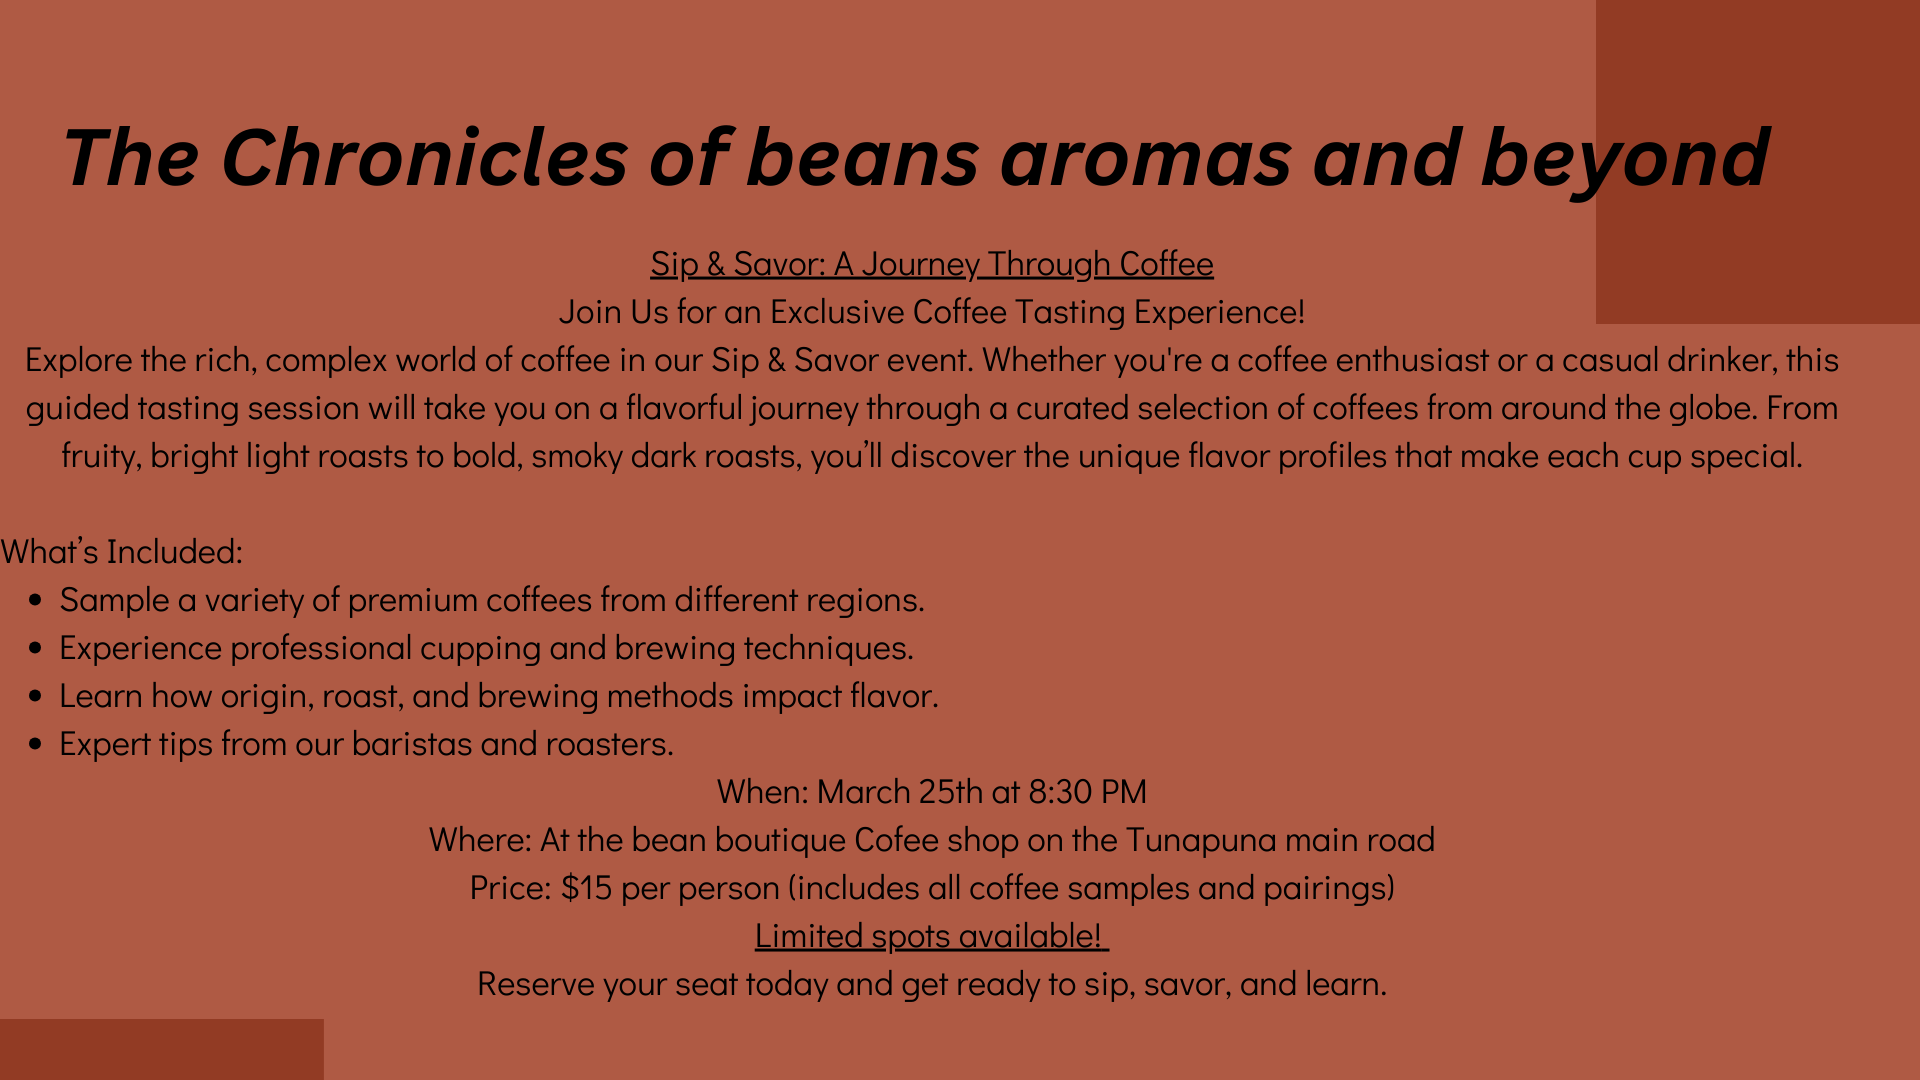 The Chronicles of beans aromas and beyond
Sip & Savor: A Journey Through Coffee
Join Us for an Exclusive Coffee Tasting Experience!
Explore the rich, complex world of coffee in our Sip & Savor event. Whether you're a coffee enthusiast or a casual drinker, this
guided tasting session will take you on a flavorful journey through a curated selection of coffees from around the globe. From
fruity, bright light roasts to bold, smoky dark roasts, you’ll discover the unique flavor profiles that make each cup special.
What’s Included:
• Sample a variety of premium coffees from different regions.
• Experience professional cupping and brewing techniques.
• Learn how origin, roast, and brewing methods impact flavor.
• Expert tips from our baristas and roasters.
When: March 25th at 8:30 PM
Where: At the bean boutique Cofee shop on the Tunapuna main road
Price: $15 per person (includes all coffee samples and pairings)
Limited spots available!
Reserve your seat today and get ready to sip, savor, and learn.